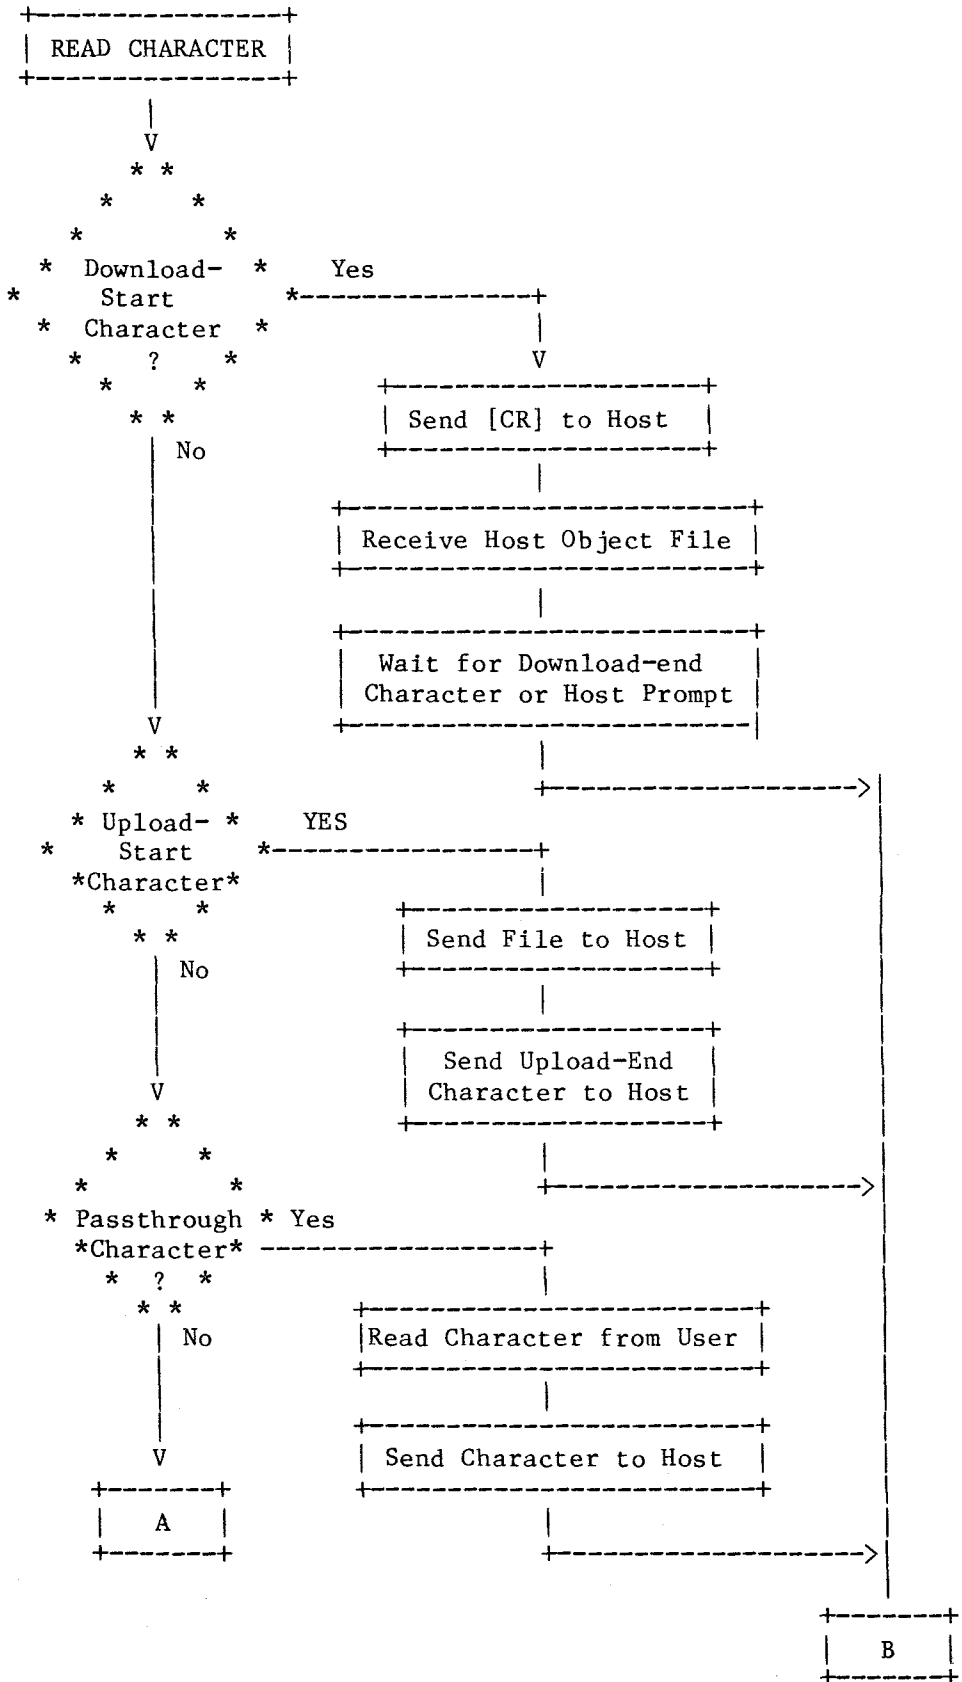 READ CHARACTER
V
Download-
Start
Character
?
Yes
No
V
Send [CR] to Host
Receive Host Object File
Wait for Download-end
Character or Host Prompt
V
Upload-
Start
Character
YES
No
Send File to Host
Send Upload-End
Character to Host
V
Passthrough
Character
?
Yes
No
Read Character from User
Send Character to Host
V
A
B